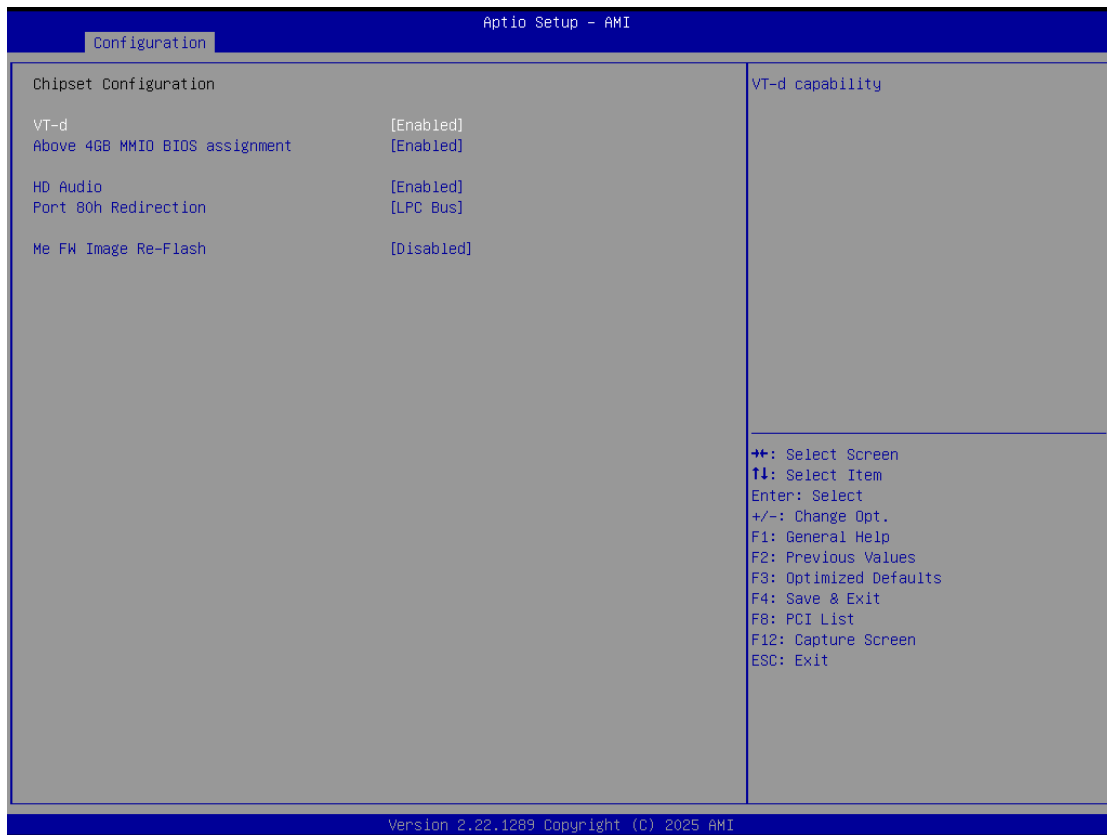 Aptio Setup - AMI
Configuration
Chipset Configuration
VT-d [Enabled]
Above 4GB MMIO BIOS assignment [Enabled]
HD Audio [Enabled]
Port 80h Redirection [LPC Bus]
Me FW Image Re-Flash [Disabled]
VT-d capability
→←: Select Screen
↑↓: Select Item
Enter: Select
+/-: Change Opt.
F1: General Help
F2: Previous Values
F3: Optimized Defaults
F4: Save & Exit
F8: PCI List
F12: Capture Screen
ESC: Exit
Version 2.22.1289 Copyright (C) 2025 AMI